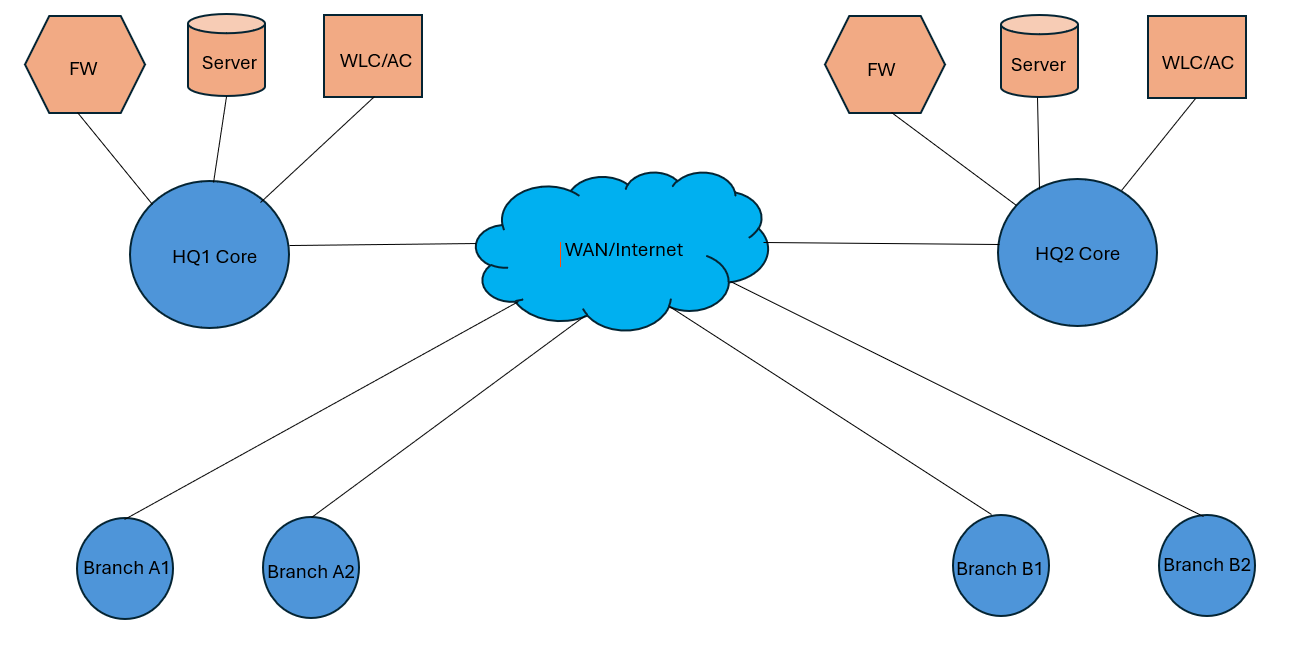 FW
Server
WLC/AC
FW
Server
WLC/AC
HQ1 Core
WAN/Internet
HQ2 Core
Branch A1
Branch A2
Branch B1
Branch B2